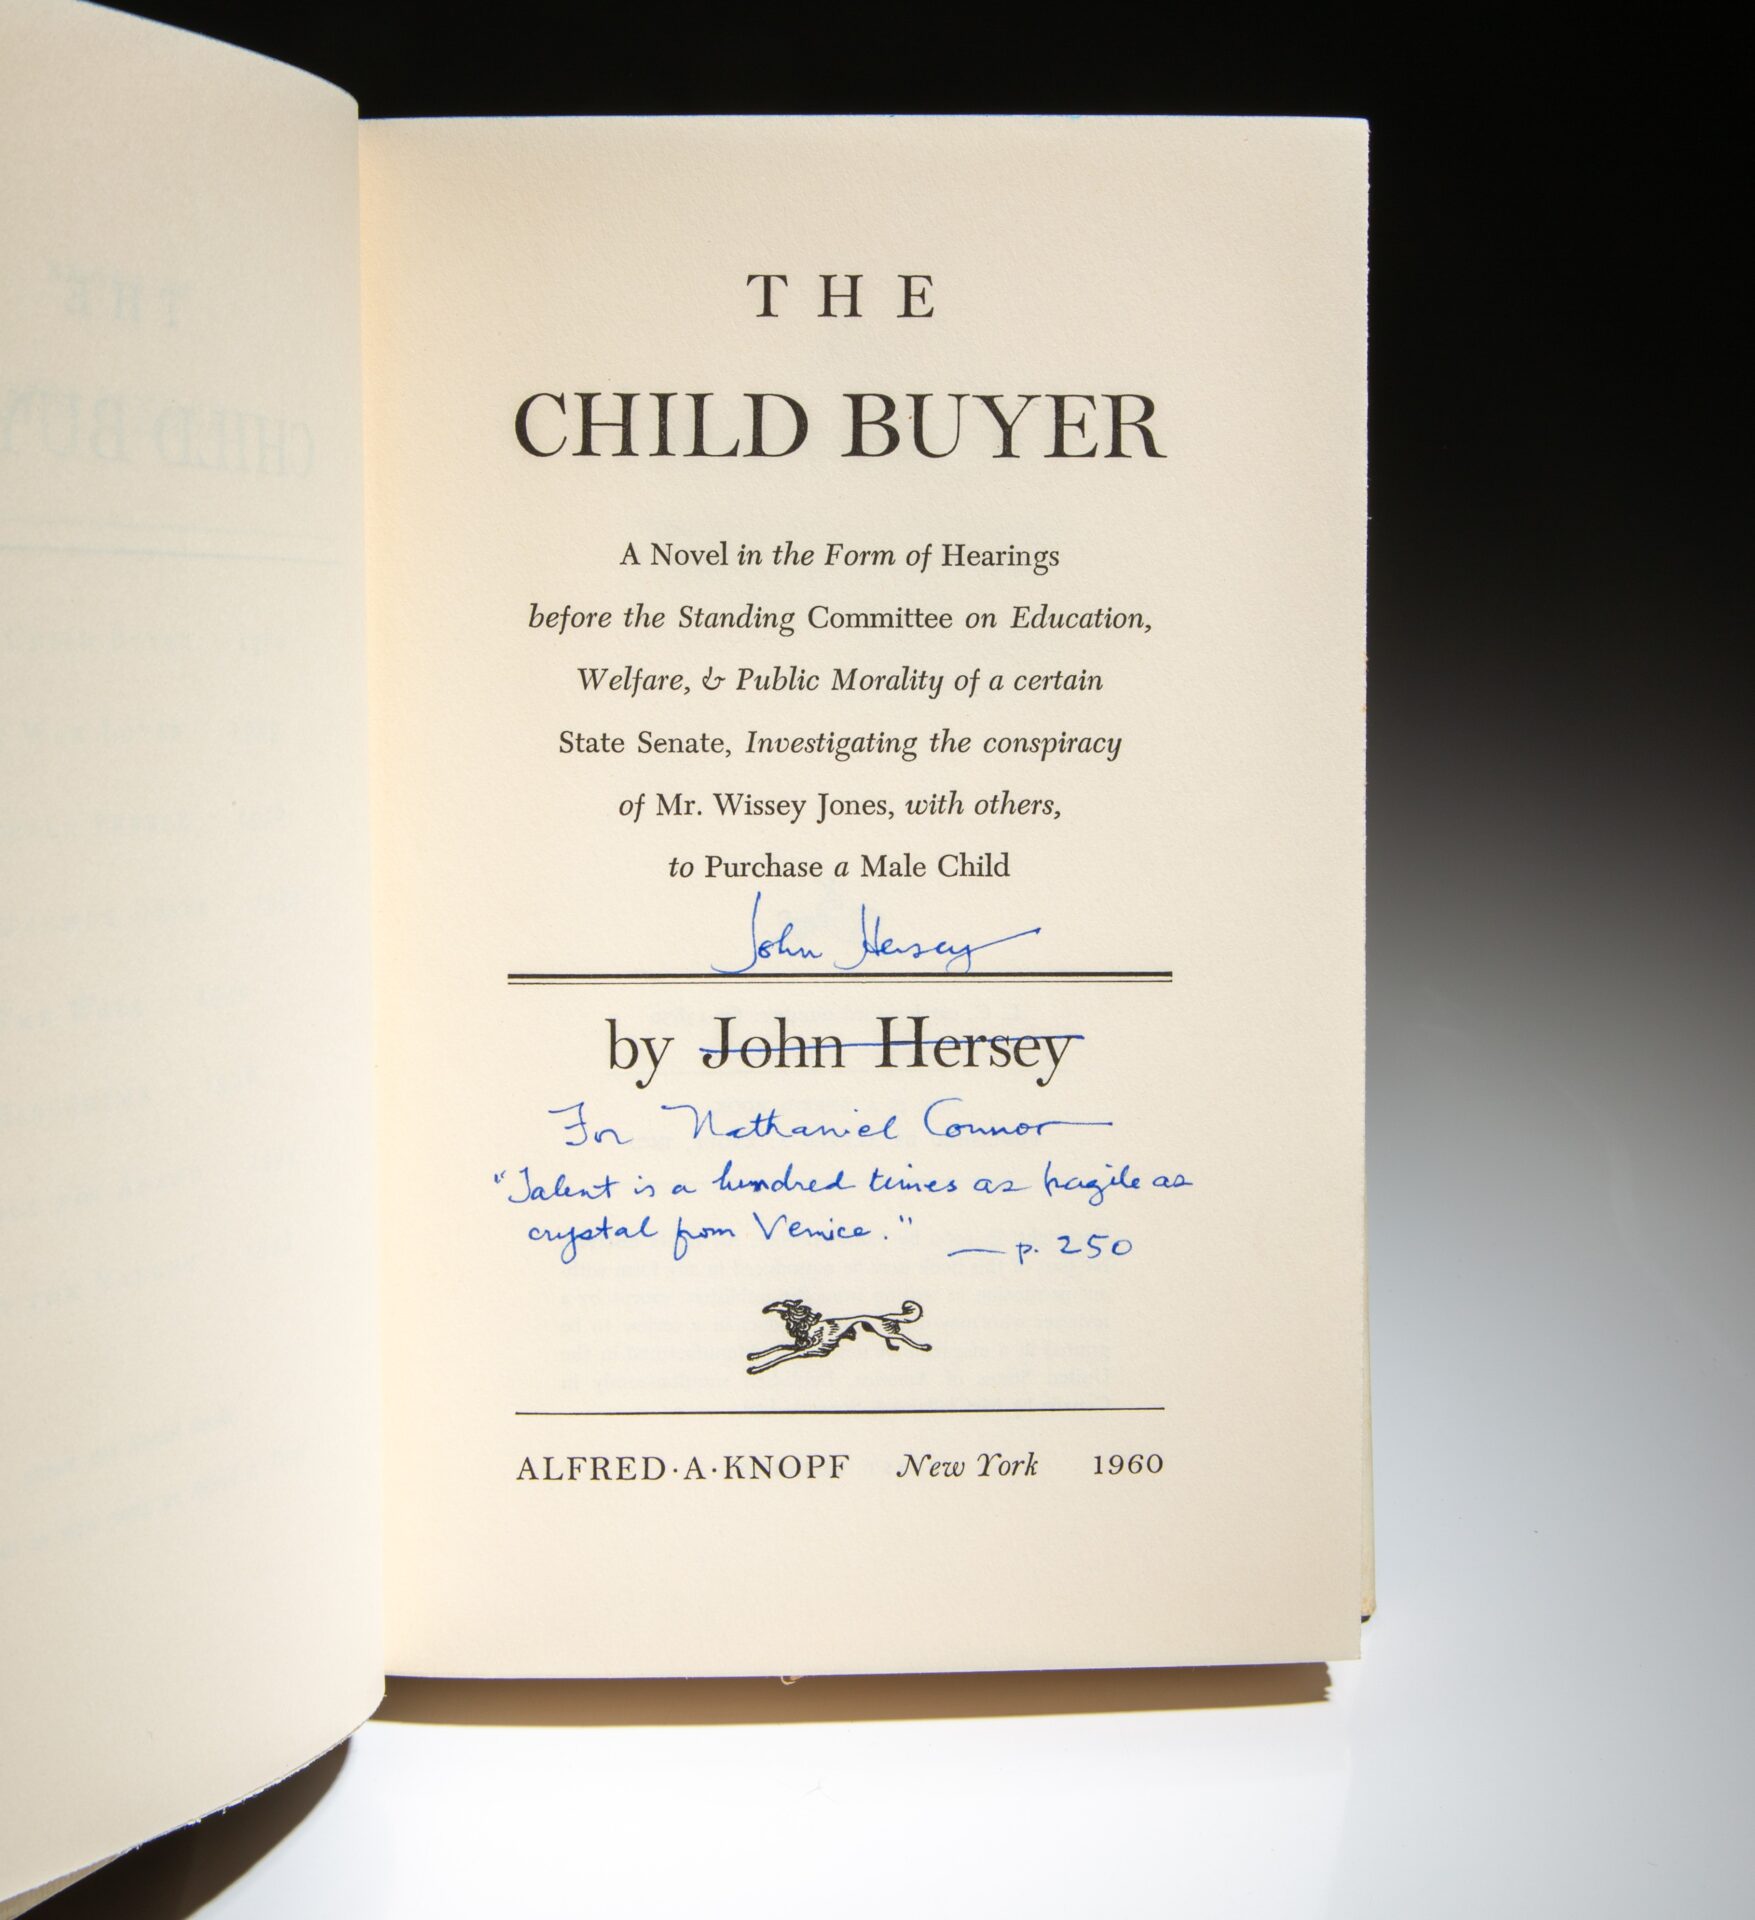 THE
CHILD BUYER
A Novel in the Form of Hearings
before the Standing Committee on Education,
Welfare, & Public Morality of a certain
State Senate, Investigating the conspiracy
of Mr. Wissey Jones, with others,
to Purchase a Male Child
John Hersey
by John Hersey
For Nathaniel Connor
"Talent is a hundred times as fragile as
crystal from Venice."
— p. 250
ALFRED · A · KNOPF New York 1960